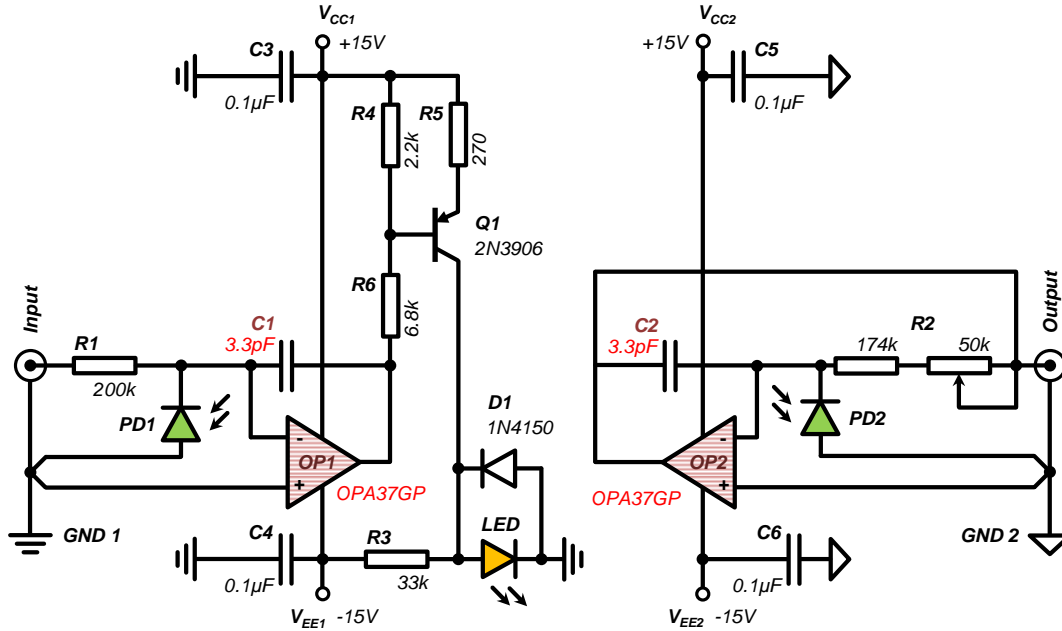 VCC1
+15V
C3
0.1µF
R4
2.2k
R5
270
Q1
2N3906
R6
6.8k
Input
R1
200k
C1
3.3pF
PD1
-
+
OP1
OPA37GP
D1
1N4150
GND 1
C4
0.1µF
R3
33k
LED
VEE1
-15V
VCC2
+15V
C5
0.1µF
C2
3.3pF
174k
R2
50k
Output
PD2
-
+
OP2
OPA37GP
GND 2
C6
0.1µF
VEE2
-15V